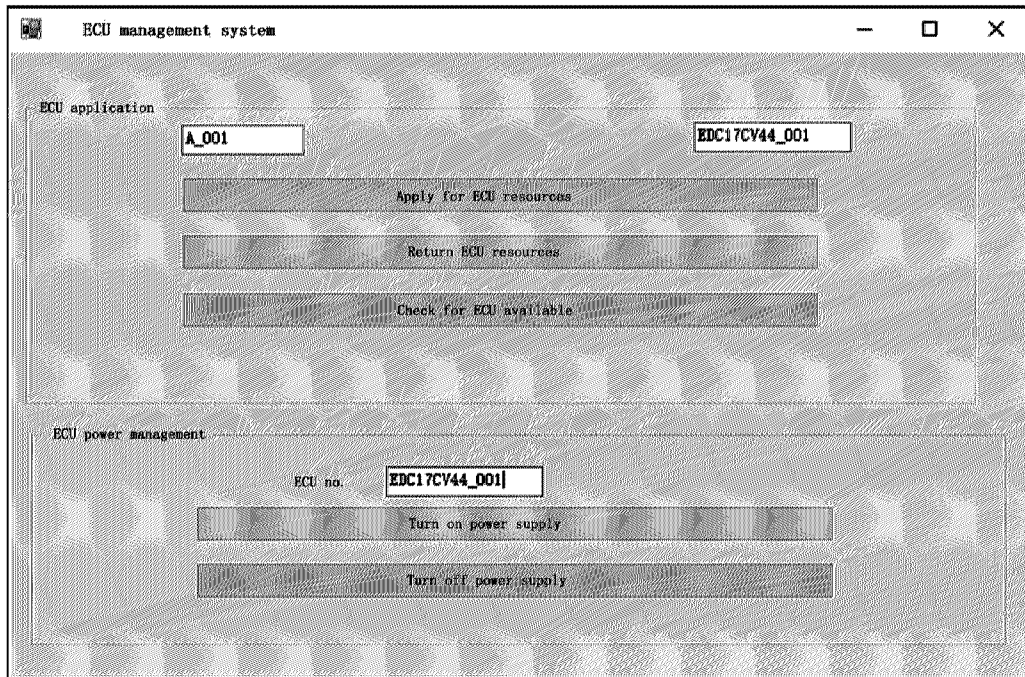 ECU management system
ECU application
A_001 EDC17CV44_001
Apply for ECU resources
Return ECU resources
Check for ECU available
ECU power management
ECU no. EDC17CV44_001
Turn on power supply
Turn off power supply